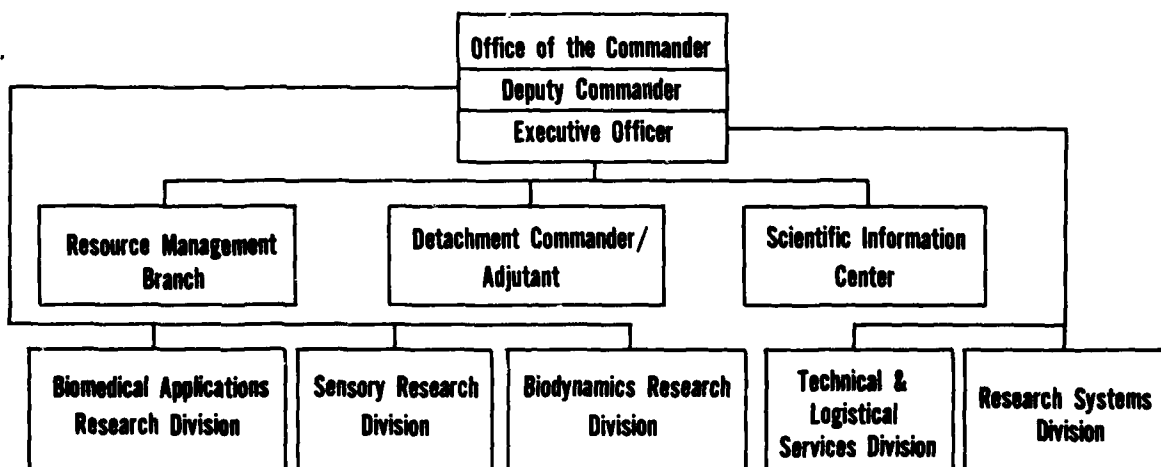 Office of the Commander
Deputy Commander
Executive Officer
Resource Management
Branch
Detachment Commander/
Adjutant
Scientific Information
Center
Biomedical Applications
Research Division
Sensory Research
Division
Biodynamics Research
Division
Technical &
Logistical
Services Division
Research Systems
Division